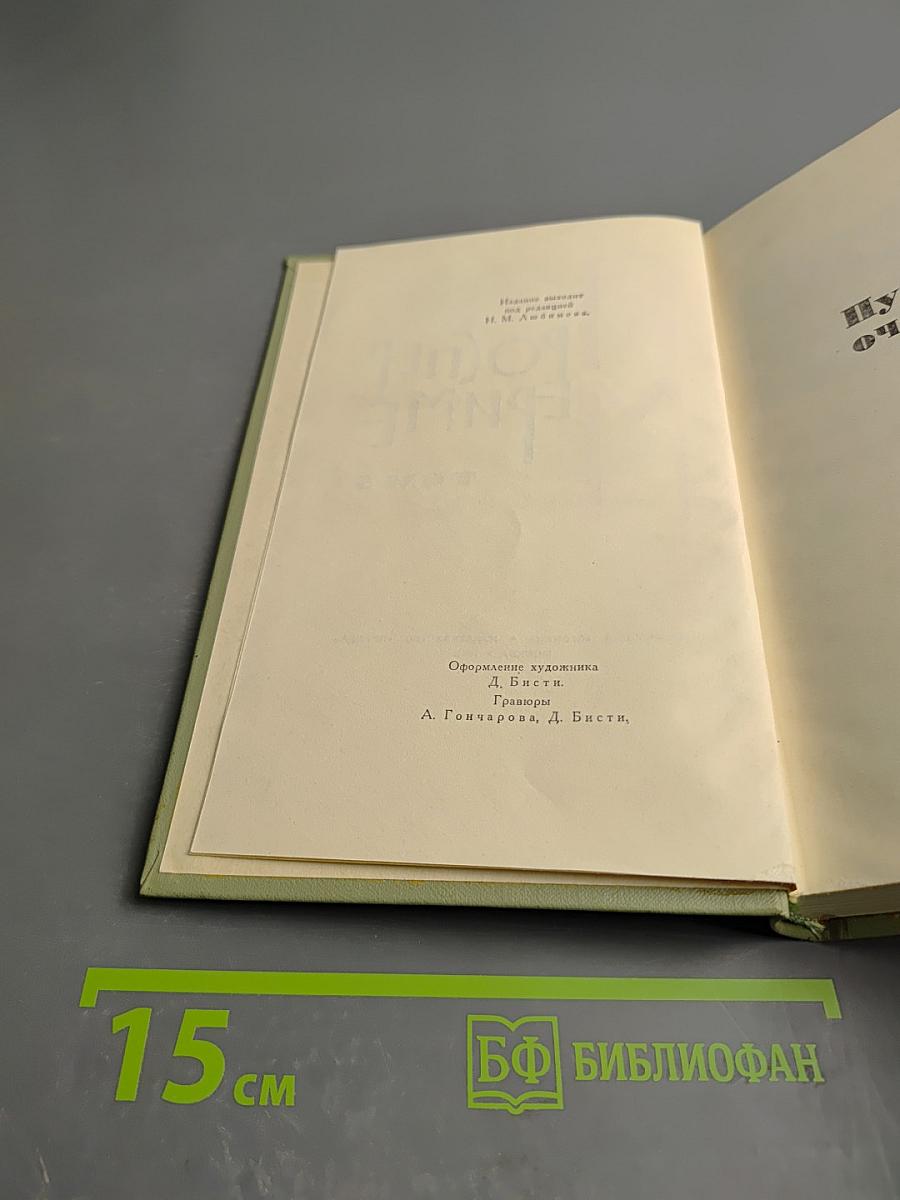 Издание выходит
под редакцией
Н. М. Любимова.
Оформление художника
Д. Бисти.
Гравюры
А. Гончарова, Д. Бисти,
15 см
БФ БИБЛИОФАН